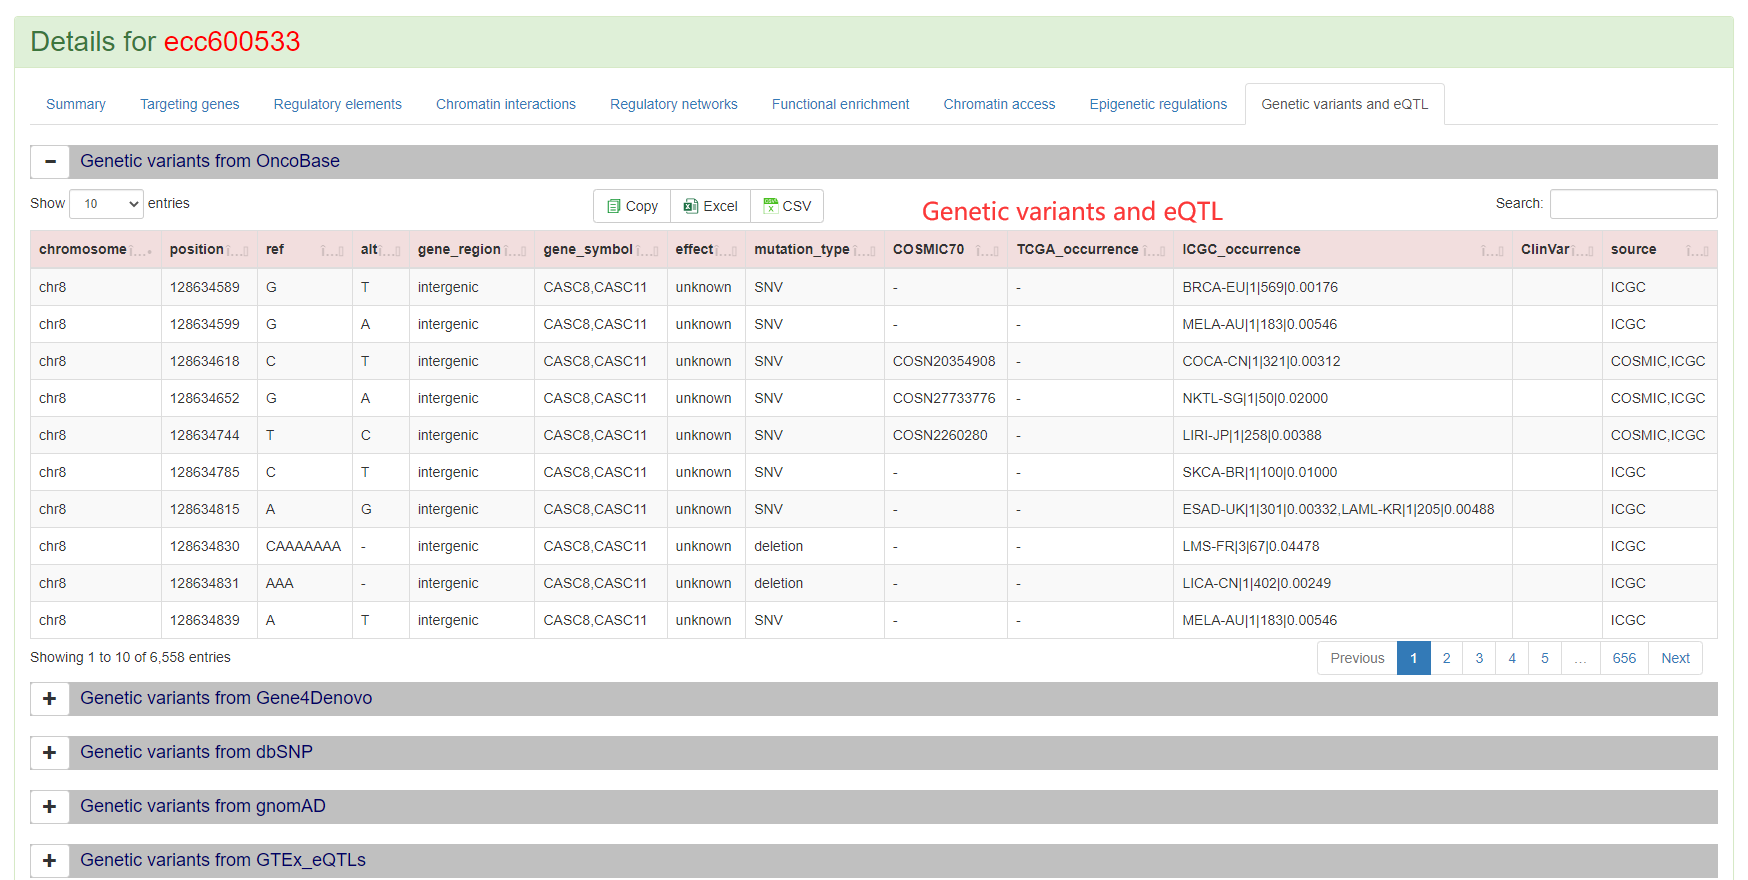 Details for ecc600533
Summary Targeting genes Regulatory elements Chromatin interactions Regulatory networks Functional enrichment Chromatin access Epigenetic regulations Genetic variants and eQTL
− Genetic variants from OncoBase
Show 10 entries Copy Excel CSV Genetic variants and eQTL Search:
chromosome position ref alt gene_region gene_symbol effect mutation_type COSMIC70 TCGA_occurrence ICGC_occurrence ClinVar source
chr8 128634589 G T intergenic CASC8,CASC11 unknown SNV - - BRCA-EU|1|569|0.00176 ICGC
chr8 128634599 G A intergenic CASC8,CASC11 unknown SNV - - MELA-AU|1|183|0.00546 ICGC
chr8 128634618 C T intergenic CASC8,CASC11 unknown SNV COSN20354908 - COCA-CN|1|321|0.00312 COSMIC,ICGC
chr8 128634652 G A intergenic CASC8,CASC11 unknown SNV COSN27733776 - NKTL-SG|1|50|0.02000 COSMIC,ICGC
chr8 128634744 T C intergenic CASC8,CASC11 unknown SNV COSN2260280 - LIRI-JP|1|258|0.00388 COSMIC,ICGC
chr8 128634785 C T intergenic CASC8,CASC11 unknown SNV - - SKCA-BR|1|100|0.01000 ICGC
chr8 128634815 A G intergenic CASC8,CASC11 unknown SNV - - ESAD-UK|1|301|0.00332,LAML-KR|1|205|0.00488 ICGC
chr8 128634830 CAAAAAAA - intergenic CASC8,CASC11 unknown deletion - - LMS-FR|3|67|0.04478 ICGC
chr8 128634831 AAA - intergenic CASC8,CASC11 unknown deletion - - LICA-CN|1|402|0.00249 ICGC
chr8 128634839 A T intergenic CASC8,CASC11 unknown SNV - - MELA-AU|1|183|0.00546 ICGC
Showing 1 to 10 of 6,558 entries Previous 1 2 3 4 5 … 656 Next
+ Genetic variants from Gene4Denovo
+ Genetic variants from dbSNP
+ Genetic variants from gnomAD
+ Genetic variants from GTEx_eQTLs